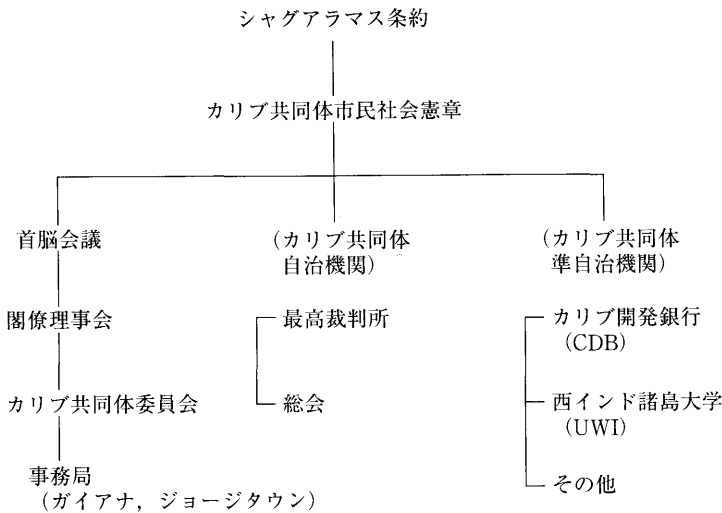 シャグアラマス条約
カリブ共同体市民社会憲章
首脳会議
閣僚理事会
カリブ共同体委員会
事務局
(ガイアナ，ジョージタウン)
(カリブ共同体
自治機関)
最高裁判所
総会
(カリブ共同体
準自治機関)
カリブ開発銀行
(CDB)
西インド諸島大学
(UWI)
その他